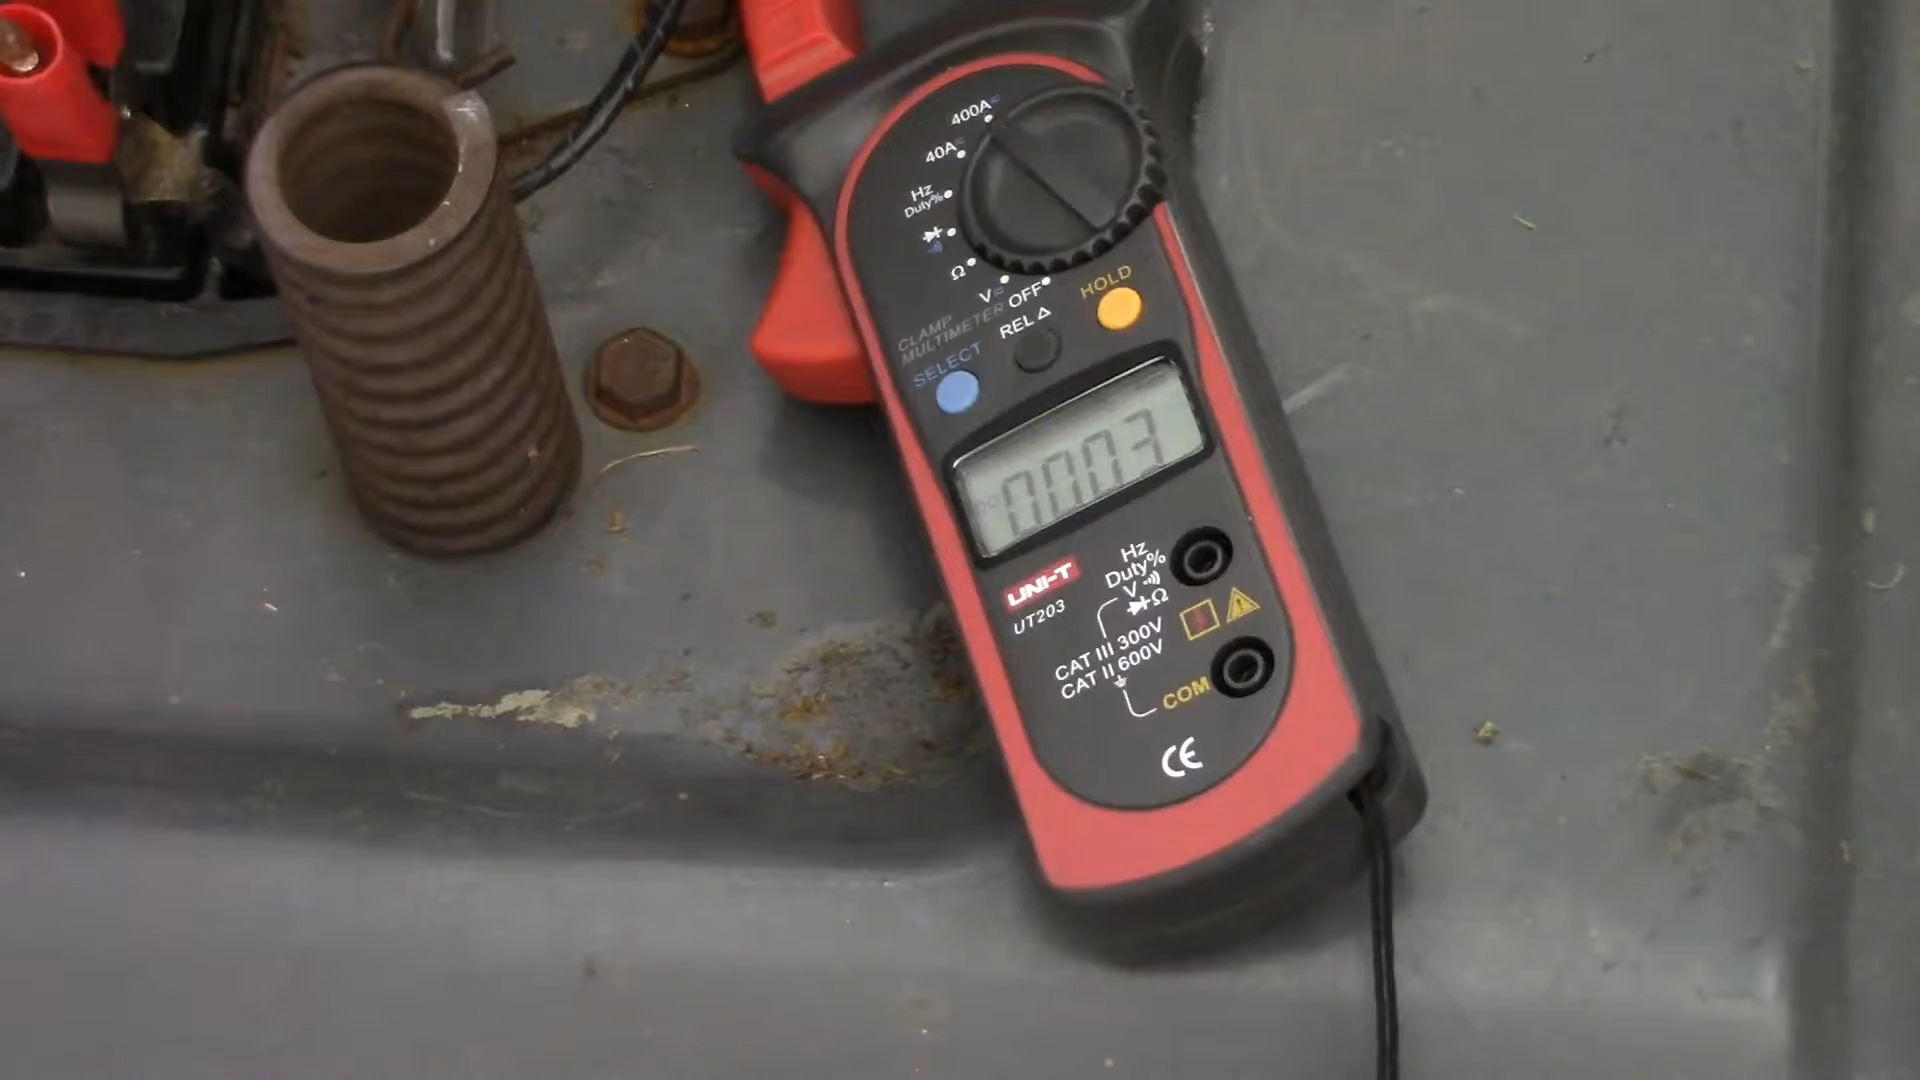 400A
40A
Hz
Duty%
Ω
V
OFF
HOLD
CLAMP
MULTIMETER
REL Δ
SELECT
0003
UNI-T
UT203
Hz
Duty%
V
Ω
CAT III 300V
CAT II 600V
COM
CE